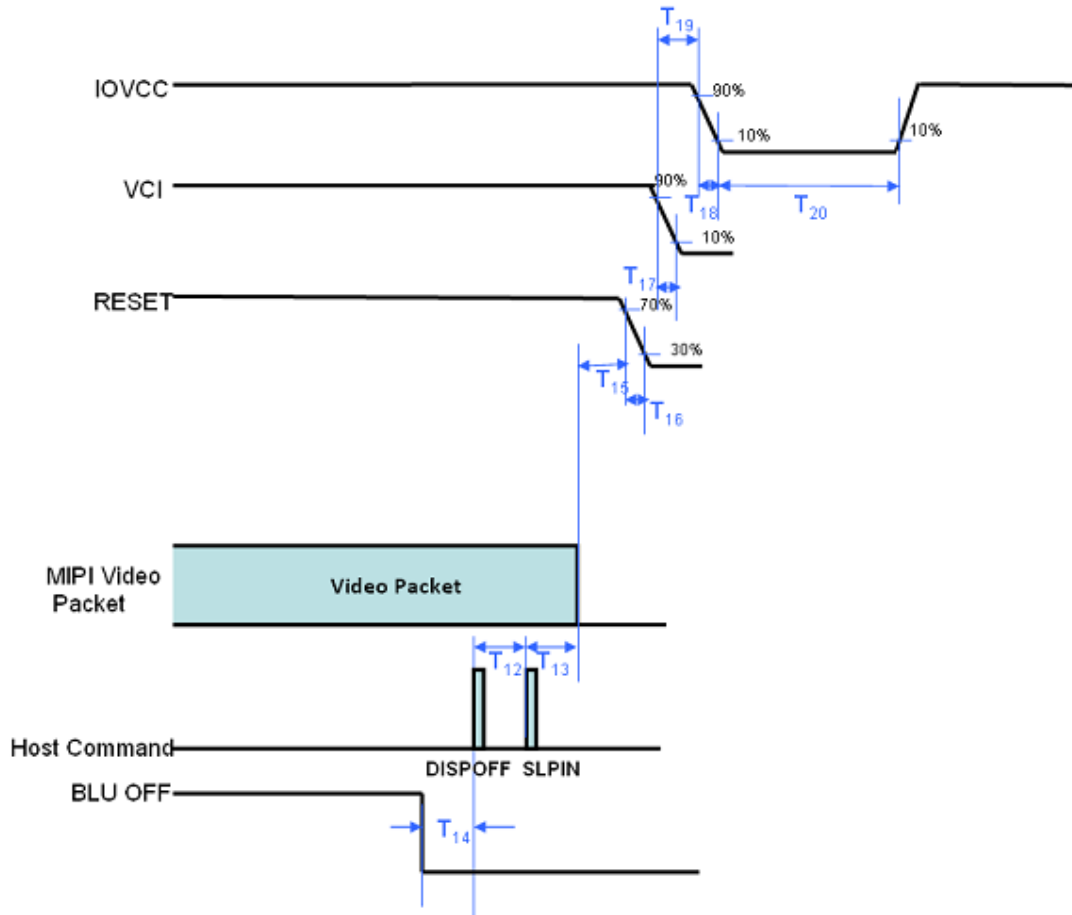 T19
IOVCC
90%
10%
10%
VCI
90%
T18
T20
10%
T17
RESET
70%
30%
T15
T16
MIPI Video
Packet
Video Packet
T12
T13
Host Command
DISPOFF
SLPIN
BLU OFF
T14